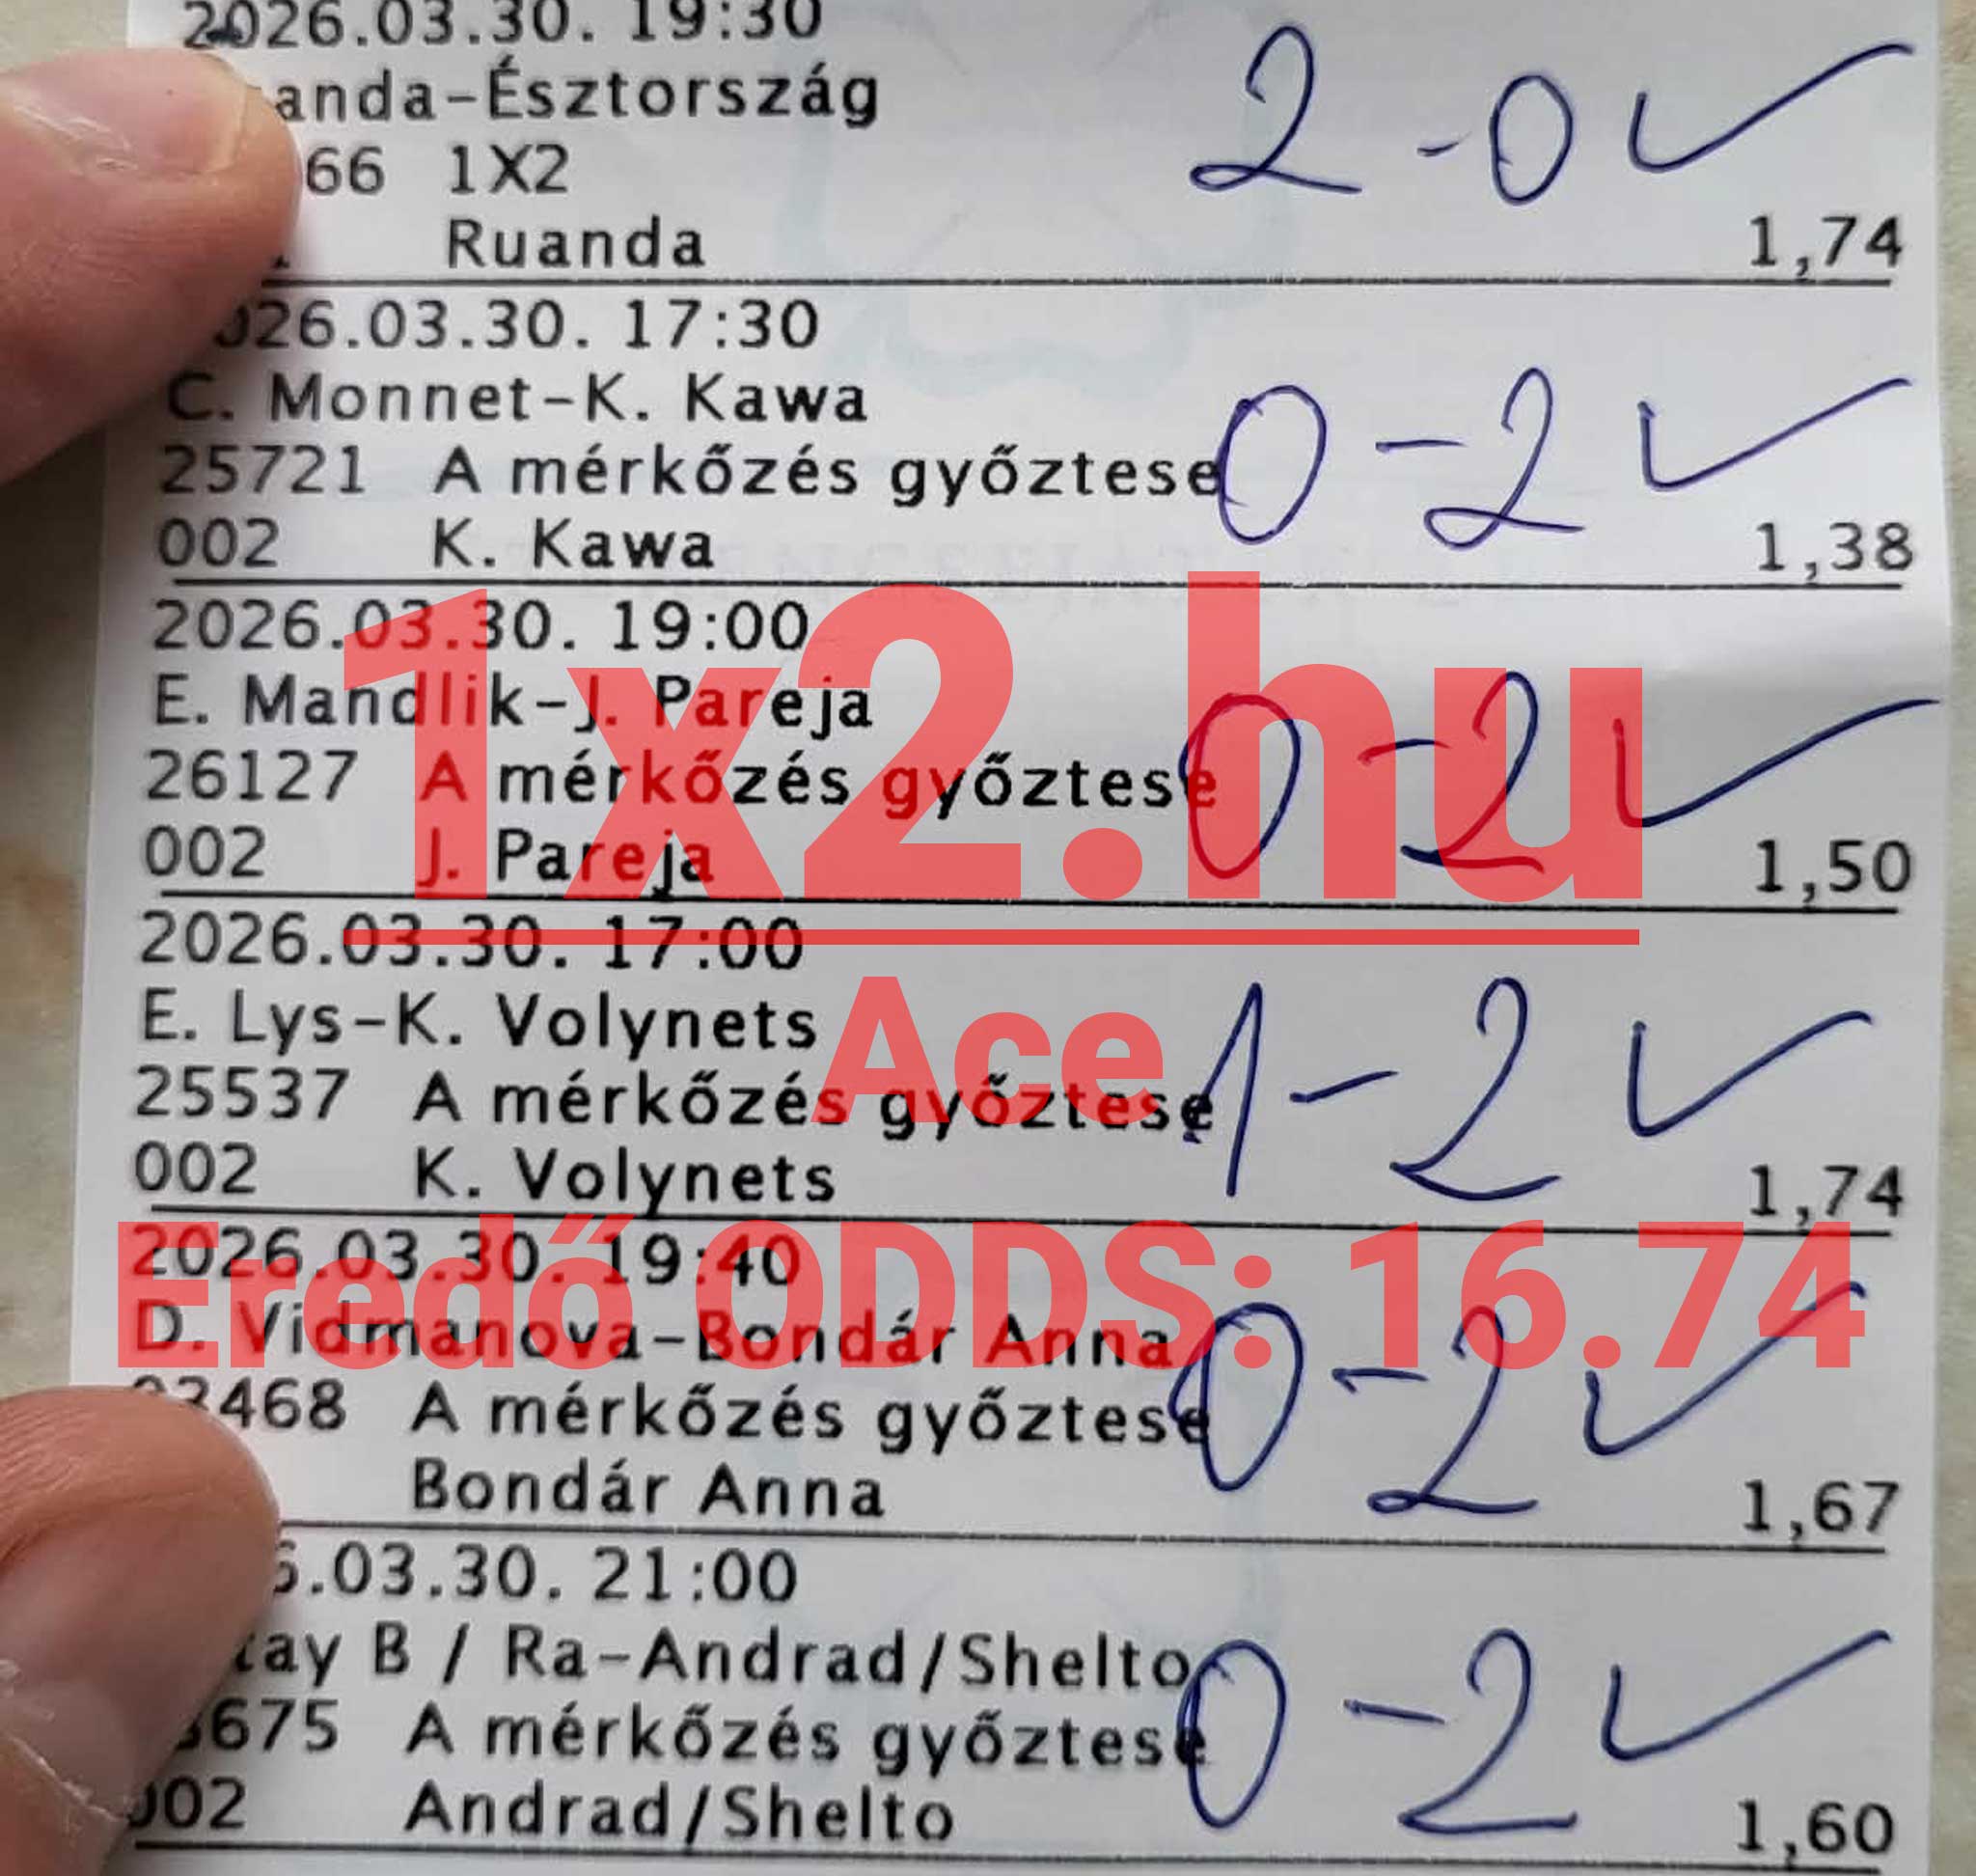 2026.03.30. 19:30
anda-Észtország
66 1X2
2-0 ✓
Ruanda 1,74
026.03.30. 17:30
C. Monnet-K. Kawa
25721 A mérkőzés győztese
0-2 ✓
002 K. Kawa 1,38
2026.03.30. 19:00
E. Mandlik-J. Pareja
26127 A mérkőzés győztese
0-2 ✓
002 J. Pareja 1,50
1x2.hu
2026.03.30. 17:00
Ace
E. Lys-K. Volynets
25537 A mérkőzés győztese
1-2 ✓
002 K. Volynets 1,74
Eredő ODDS: 16.74
2026.03.30. 19:40
D. Vidmanova-Bondár Anna
3468 A mérkőzés győztese
0-2 ✓
Bondár Anna 1,67
6.03.30. 21:00
tay B / Ra-Andrad/Shelto
675 A mérkőzés győztese
0-2 ✓
002 Andrad/Shelto 1,60